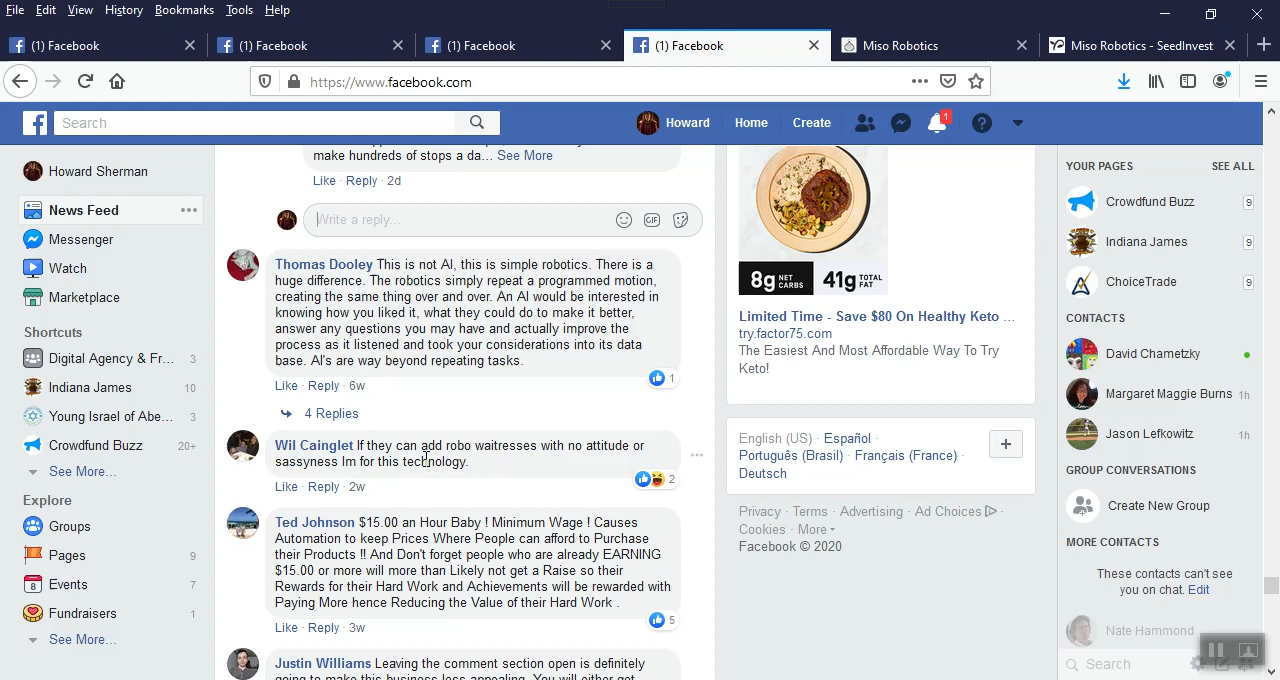 File Edit View History Bookmarks Tools Help
(1) Facebook
(1) Facebook
(1) Facebook
(1) Facebook
Miso Robotics
Miso Robotics - SeedInvest
https://www.facebook.com
Search
Howard
Home
Create
1
Howard Sherman
News Feed
Messenger
Watch
Marketplace
Shortcuts
Digital Agency & Fr... 3
Indiana James 10
Young Israel of Abe... 3
Crowdfund Buzz 20+
See More...
Explore
Groups
Pages 9
Events 7
Fundraisers 1
See More...
make hundreds of stops a da... See More
Like · Reply · 2d
Write a reply...
GIF
Thomas Dooley This is not AI, this is simple robotics. There is a
huge difference. The robotics simply repeat a programmed motion,
creating the same thing over and over. An AI would be interested in
knowing how you liked it, what they could do to make it better,
answer any questions you may have and actually improve the
process as it listened and took your considerations into its data
base. AI's are way beyond repeating tasks.
1
Like · Reply · 6w
4 Replies
Wil Cainglet If they can add robo waitresses with no attitude or
sassyness Im for this technology.
2
Like · Reply · 2w
Ted Johnson $15.00 an Hour Baby ! Minimum Wage ! Causes
Automation to keep Prices Where People can afford to Purchase
their Products !! And Don't forget people who are already EARNING
$15.00 or more will more than Likely not get a Raise so their
Rewards for their Hard Work and Achievements will be rewarded with
Paying More hence Reducing the Value of their Hard Work .
5
Like · Reply · 3w
Justin Williams Leaving the comment section open is definitely
going to make this business less appealing. You will either get
8g NET CARBS 41g TOTAL FAT
Limited Time - Save $80 On Healthy Keto ...
try.factor75.com
The Easiest And Most Affordable Way To Try
Keto!
English (US) · Español ·
Português (Brasil) · Français (France) ·
Deutsch
Privacy · Terms · Advertising · Ad Choices ·
Cookies · More
Facebook © 2020
YOUR PAGES SEE ALL
Crowdfund Buzz 9
Indiana James 9
ChoiceTrade 9
CONTACTS
David Chametzky
Margaret Maggie Burns 1h
Jason Lefkowitz 1h
GROUP CONVERSATIONS
Create New Group
MORE CONTACTS
These contacts can't see
you on chat. Edit
Nate Hammond
Search